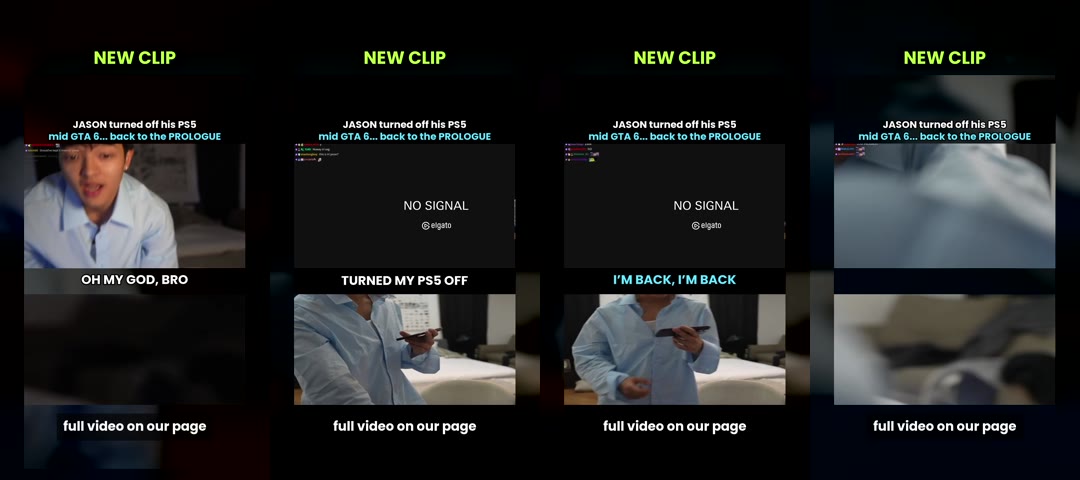 NEW CLIP
JASON turned off his PS5
mid GTA 6... back to the PROLOGUE
OH MY GOD, BRO
full video on our page
NEW CLIP
JASON turned off his PS5
mid GTA 6... back to the PROLOGUE
NO SIGNAL
elgato
TURNED MY PS5 OFF
full video on our page
NEW CLIP
JASON turned off his PS5
mid GTA 6... back to the PROLOGUE
NO SIGNAL
elgato
I'M BACK, I'M BACK
full video on our page
NEW CLIP
JASON turned off his PS5
mid GTA 6... back to the PROLOGUE
full video on our page